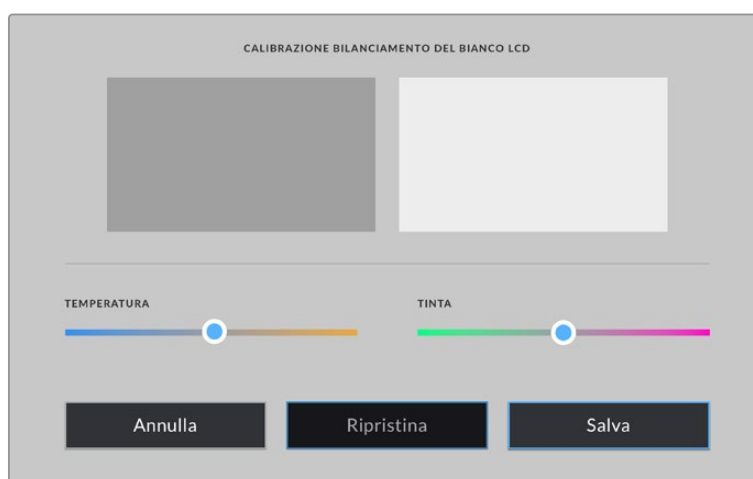 CALIBRAZIONE BILANCIAMENTO DEL BIANCO LCD
TEMPERATURA
TINTA
Annulla
Ripristina
Salva